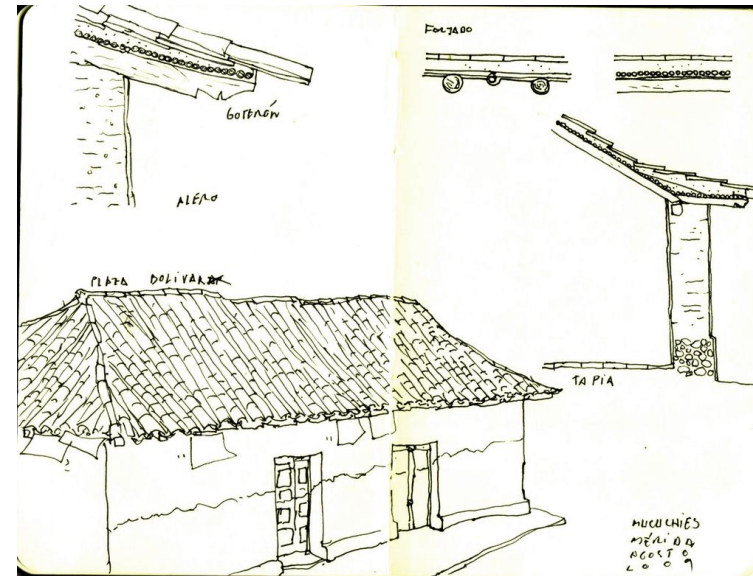 GOTERÓN
ALERO
FORJADO
PLAZA BOLIVAR
TAPIA
MUCUCHIES
MÉRIDA
AGOSTO
2009